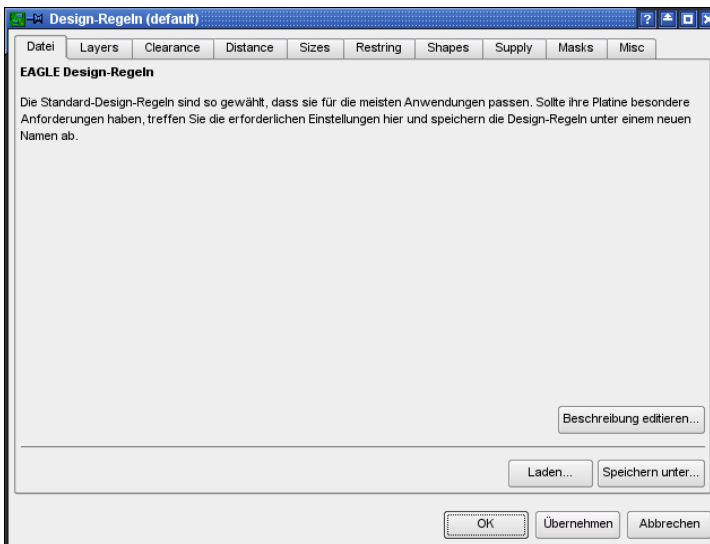 Design-Regeln (default)
Datei Layers Clearance Distance Sizes Restring Shapes Supply Masks Misc
EAGLE Design-Regeln
Die Standard-Design-Regeln sind so gewählt, dass sie für die meisten Anwendungen passen. Sollte ihre Platine besondere
Anforderungen haben, treffen Sie die erforderlichen Einstellungen hier und speichern die Design-Regeln unter einem neuen
Namen ab.
Beschreibung editieren...
Laden... Speichern unter...
OK Übernehmen Abbrechen